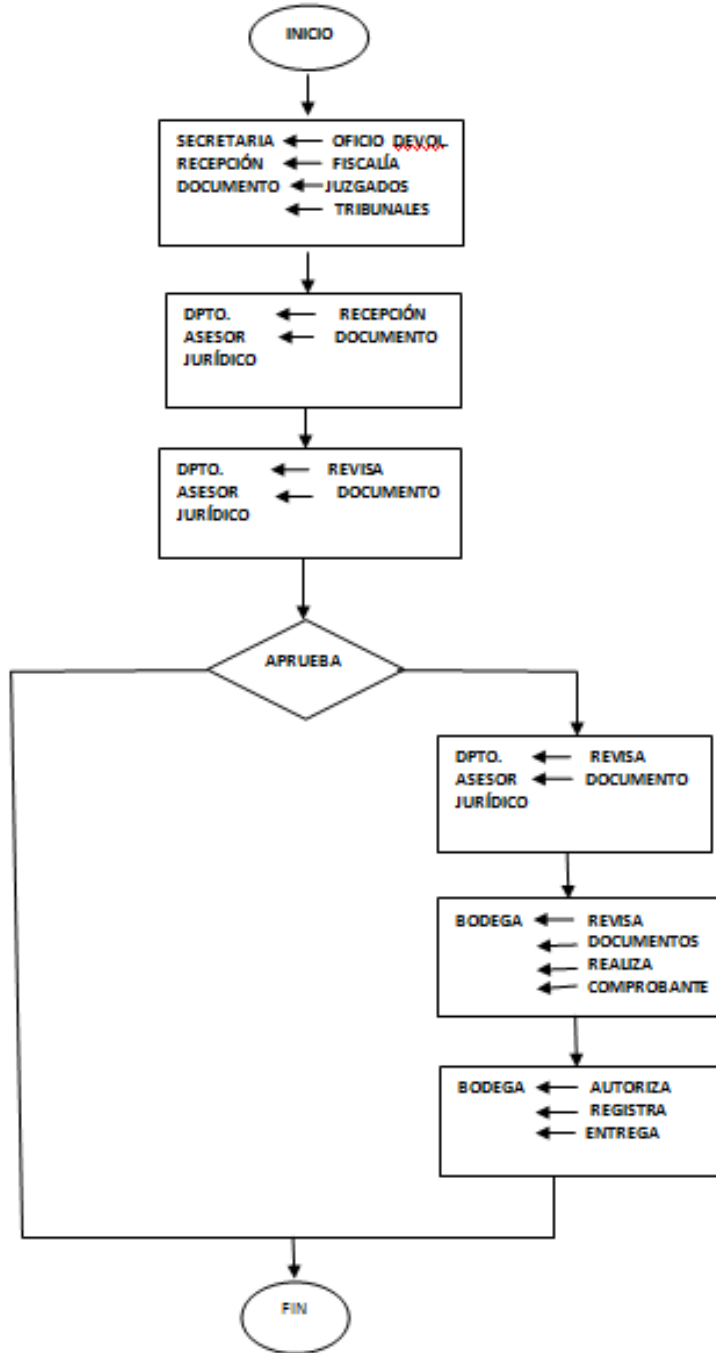 INICIO
SECRETARIA OFICIO DEVOL.
RECEPCIÓN FISCALÍA
DOCUMENTO JUZGADOS
TRIBUNALES
DPTO. RECEPCIÓN
ASESOR DOCUMENTO
JURÍDICO
DPTO. REVISA
ASESOR DOCUMENTO
JURÍDICO
APRUEBA
DPTO. REVISA
ASESOR DOCUMENTO
JURÍDICO
BODEGA REVISA
DOCUMENTOS
REALIZA
COMPROBANTE
BODEGA AUTORIZA
REGISTRA
ENTREGA
FIN